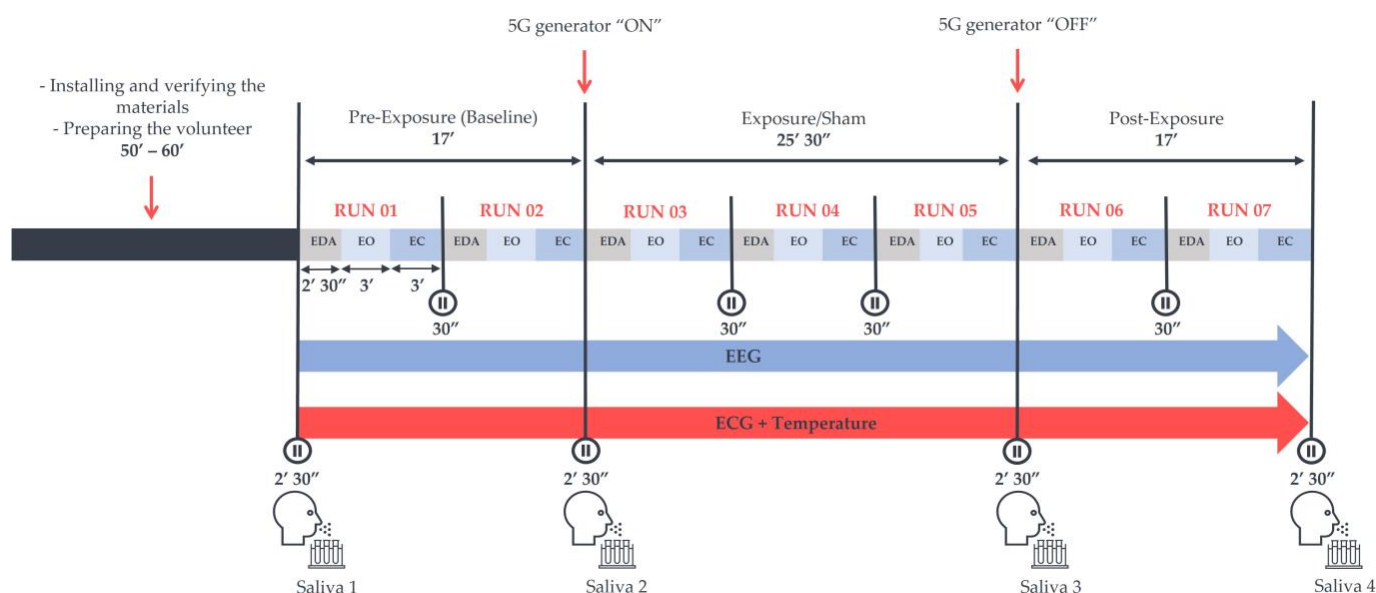 5G generator “ON”
5G generator “OFF”
- Installing and verifying the
materials
- Preparing the volunteer
50’ – 60’
Pre-Exposure (Baseline)
17’
Exposure/Sham
25’ 30”
Post-Exposure
17’
RUN 01
RUN 02
RUN 03
RUN 04
RUN 05
RUN 06
RUN 07
EDA EO EC EDA EO EC EDA EO EC EDA EO EC EDA EO EC EDA EO EC EDA EO EC
2’ 30” 3’ 3’
30” 30” 30” 30”
EEG
ECG + Temperature
2’ 30” 2’ 30” 2’ 30” 2’ 30”
Saliva 1 Saliva 2 Saliva 3 Saliva 4